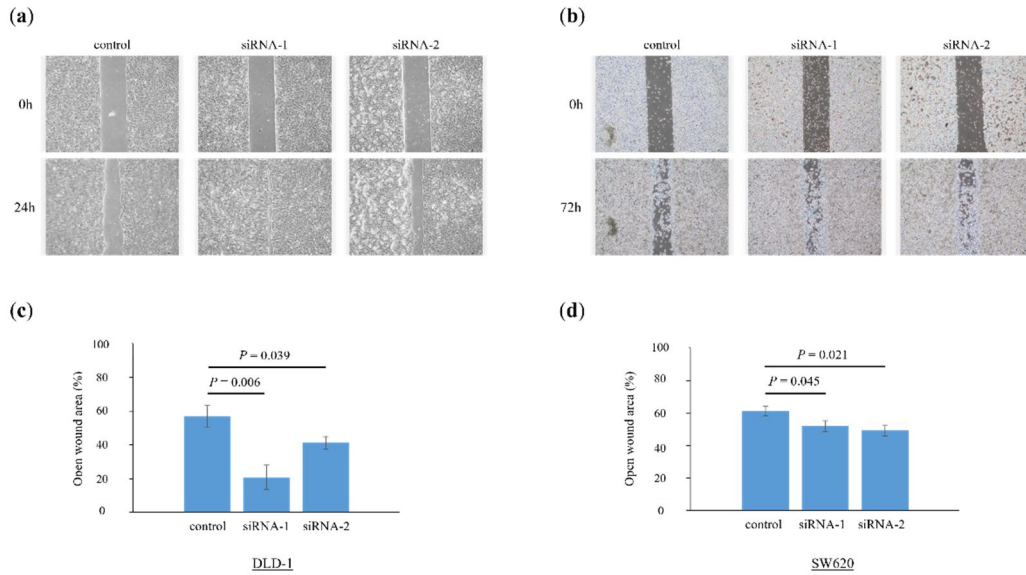 (a)
control siRNA-1 siRNA-2
0h
24h
(b)
control siRNA-1 siRNA-2
0h
72h
(c)
100
80
60
40
20
0
Open wound area (%)
P = 0.039
P = 0.006
control siRNA-1 siRNA-2
DLD-1
(d)
100
80
60
40
20
0
Open wound area (%)
P = 0.021
P = 0.045
control siRNA-1 siRNA-2
SW620